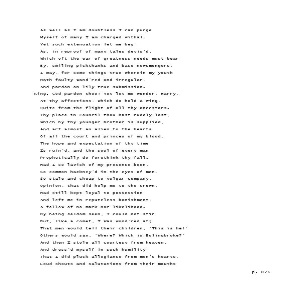 As well as I am doubtless I can purge
Myself of many I am charged withal:
Yet such extenuation let me beg
As, in reproof of many tales devis'd,
Which oft the ear of greatness needs must hear
By, smiling pickthanks and base newsmongers,
I may, for some things true wherein my youth
Hath faulty wand'red and irregular,
And pardon on lily true submission.
King. God pardon thee! Yet let me wonder, Harry,
At thy affections, which do hold a wing,
Quite from the flight of all thy ancestors.
Thy place in Council thou hast rudely lost,
Which by thy younger brother is supplied,
And art almost an alien to the hearts
Of all the court and princes of my blood.
The hope and expectation of thy time
Is ruin'd, and the soul of every man
Prophetically do forethink thy fall.
Had I so lavish of my presence been,
So common-hackney'd in the eyes of men,
So stale and cheap to vulgar company,
Opinion, that did help me to the crown,
Had still kept loyal to possession
And left me in reputeless banishment,
A fellow of no mark nor likelihood.
By being seldom seen, I could not stir
But, like a comet, I was wond'red at;
That men would tell their children, 'This is he!'
Others would say, 'Where? Which is Bolingbroke?'
And then I stole all courtesy from heaven,
And dress'd myself in such humility
That I did pluck allegiance from men's hearts,
Loud shouts and salutations from their mouths